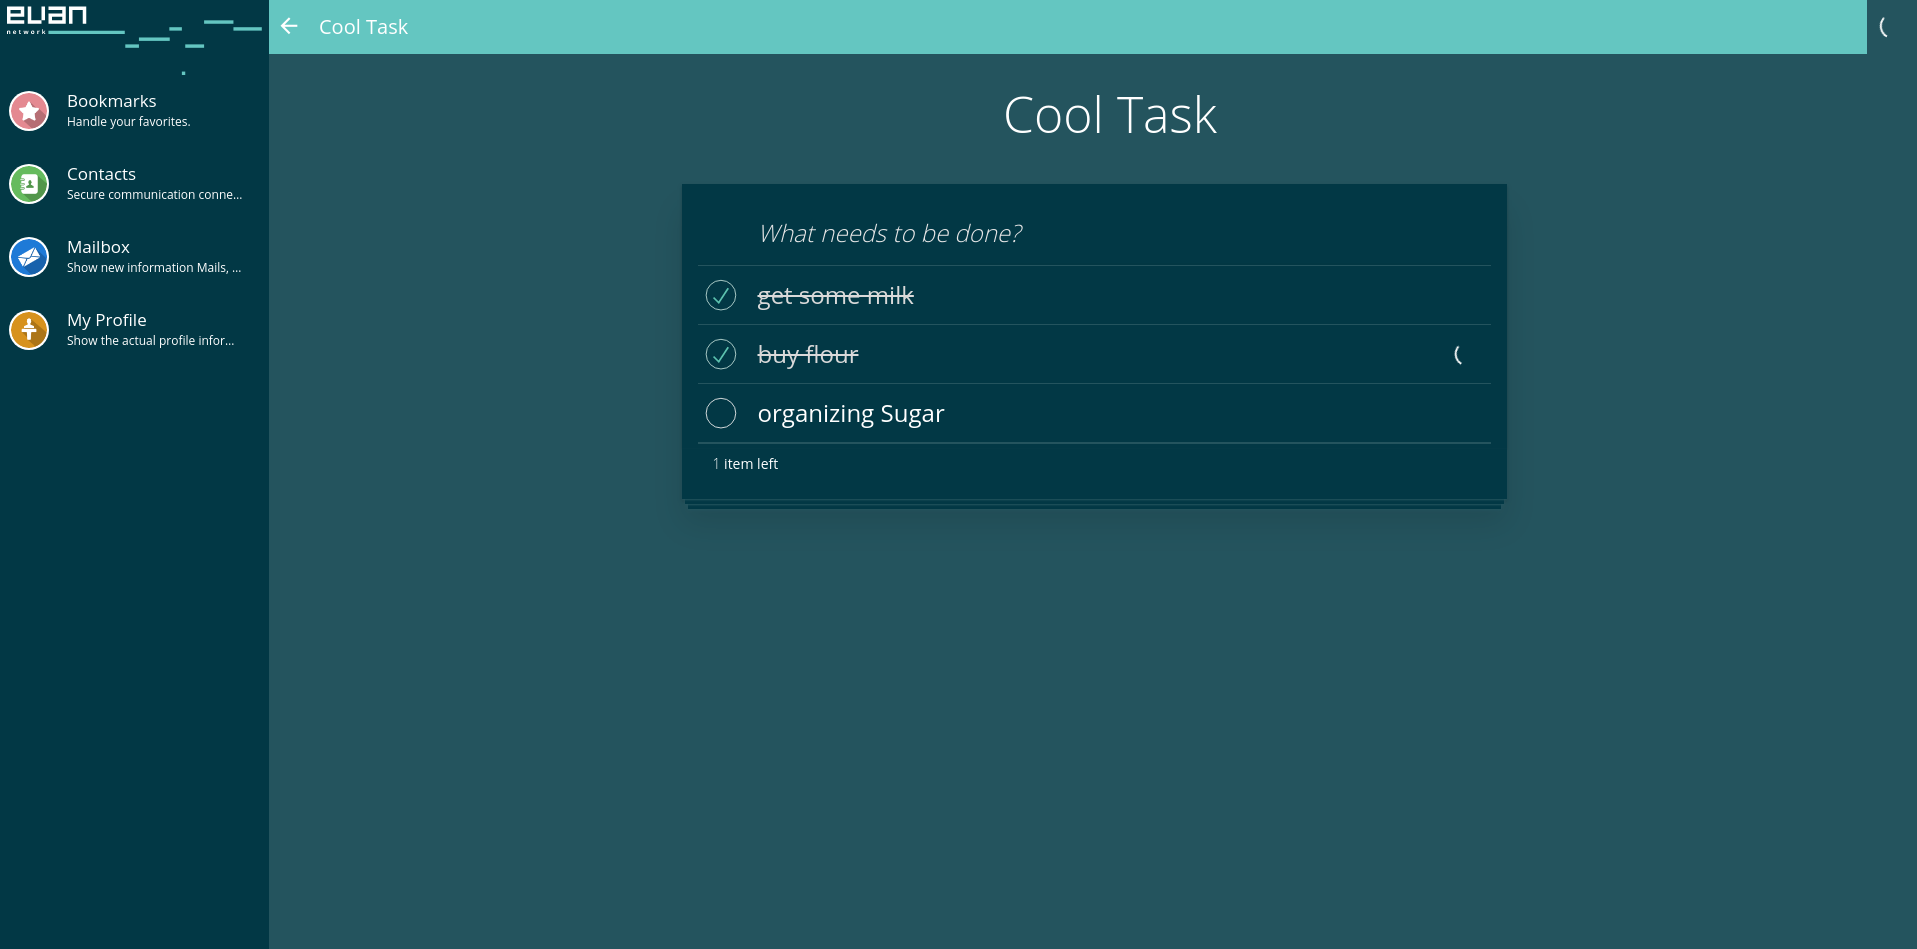 evan
network
Cool Task
Bookmarks
Handle your favorites.
Contacts
Secure communication conne...
Mailbox
Show new information Mails, ...
My Profile
Show the actual profile infor...
Cool Task
What needs to be done?
get some milk
buy flour
organizing Sugar
1 item left